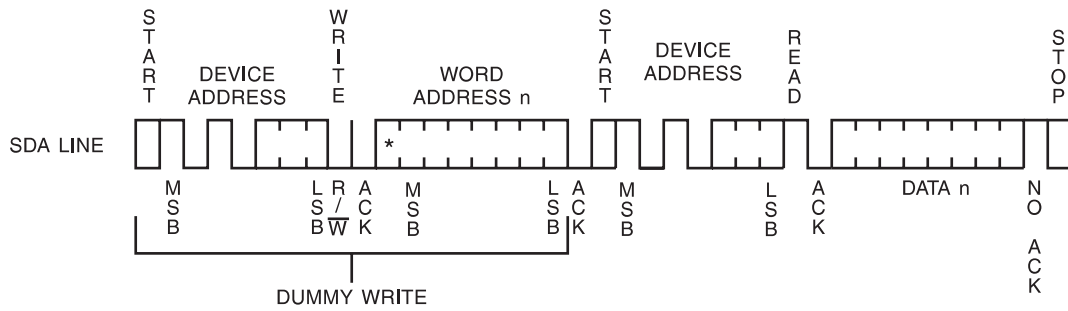 START
WRITE
START
READ
STOP
DEVICE
ADDRESS
WORD
ADDRESS n
DEVICE
ADDRESS
SDA LINE
*
MSB
LSB
R/W
ACK
MSB
LSB
ACK
MSB
LSB
ACK
DATA n
NO ACK
DUMMY WRITE